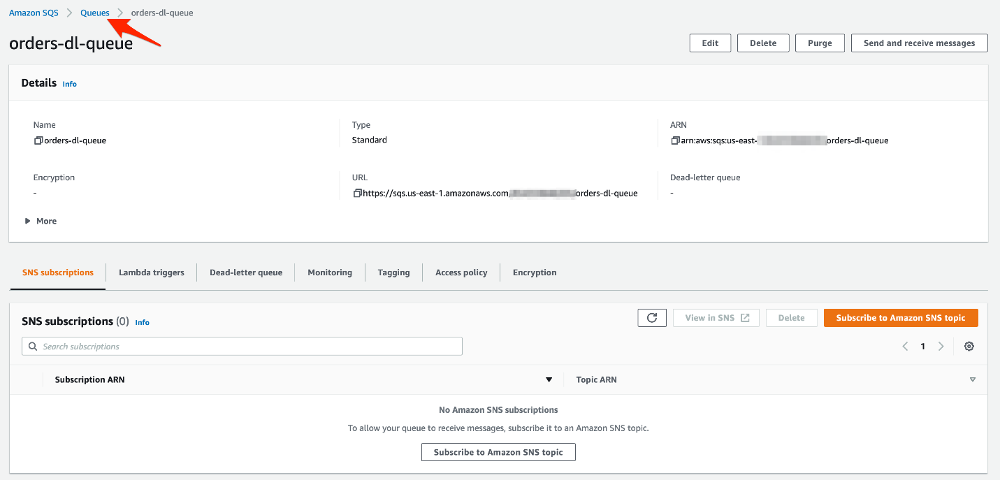 Amazon SQS > Queues > orders-dl-queue
orders-dl-queue
Edit Delete Purge Send and receive messages
Details Info
Name Type ARN
orders-dl-queue Standard arn:aws:sqs:us-east- orders-dl-queue
Encryption URL Dead-letter queue
- https://sqs.us-east-1.amazonaws.com orders-dl-queue -
More
SNS subscriptions Lambda triggers Dead-letter queue Monitoring Tagging Access policy Encryption
SNS subscriptions (0) Info View in SNS Delete Subscribe to Amazon SNS topic
Search subscriptions < 1 >
Subscription ARN Topic ARN
No Amazon SNS subscriptions
To allow your queue to receive messages, subscribe it to an Amazon SNS topic.
Subscribe to Amazon SNS topic